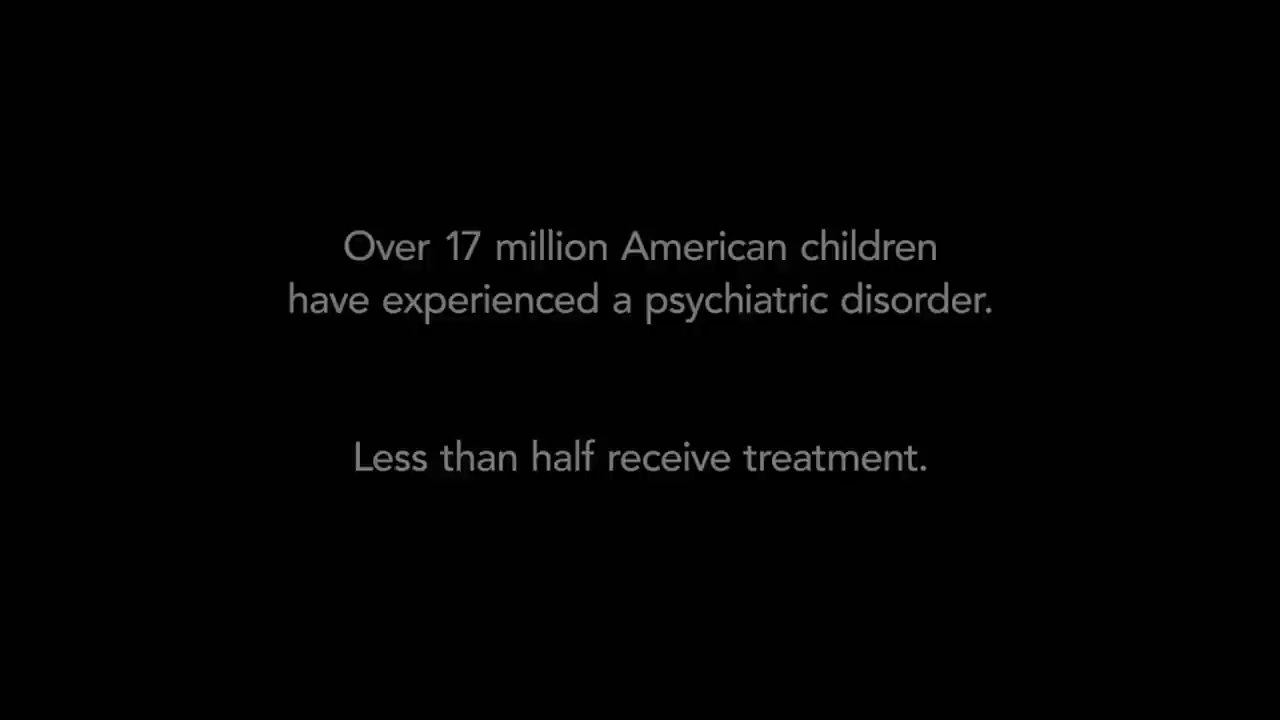 Over 17 million American children
have experienced a psychiatric disorder.
Less than half receive treatment.